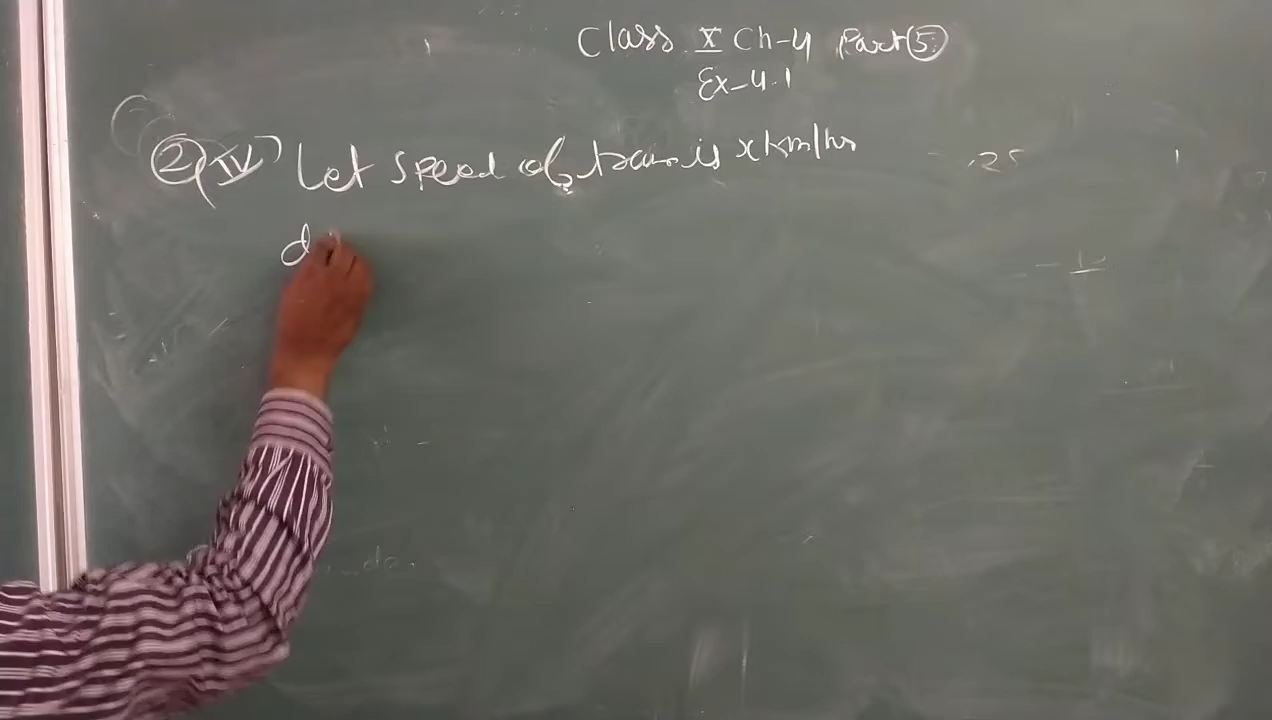 Class X Ch-4 Part(5)
Ex-4.1
2(IV) Let speed of train is x km/hr
d